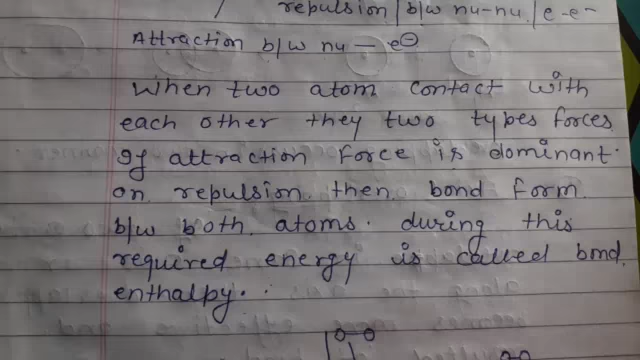 repulsion / b/w nu-nu / e-e-
Attraction b/w nu — e⊖
When two atom contact with
each other they two types forces
If attraction force is dominant.
on repulsion then bond form
b/w both atoms. during this
required energy is called bond
enthalpy.